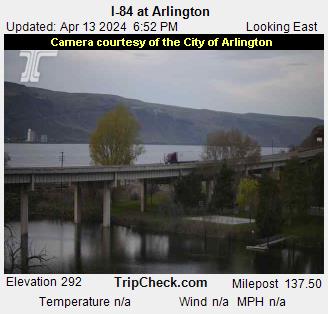 I-84 at Arlington
Updated: Apr 13 2024 6:52 PM Looking East
Camera courtesy of the City of Arlington
Elevation 292 TripCheck.com Milepost 137.50
Temperature n/a Wind n/a MPH n/a